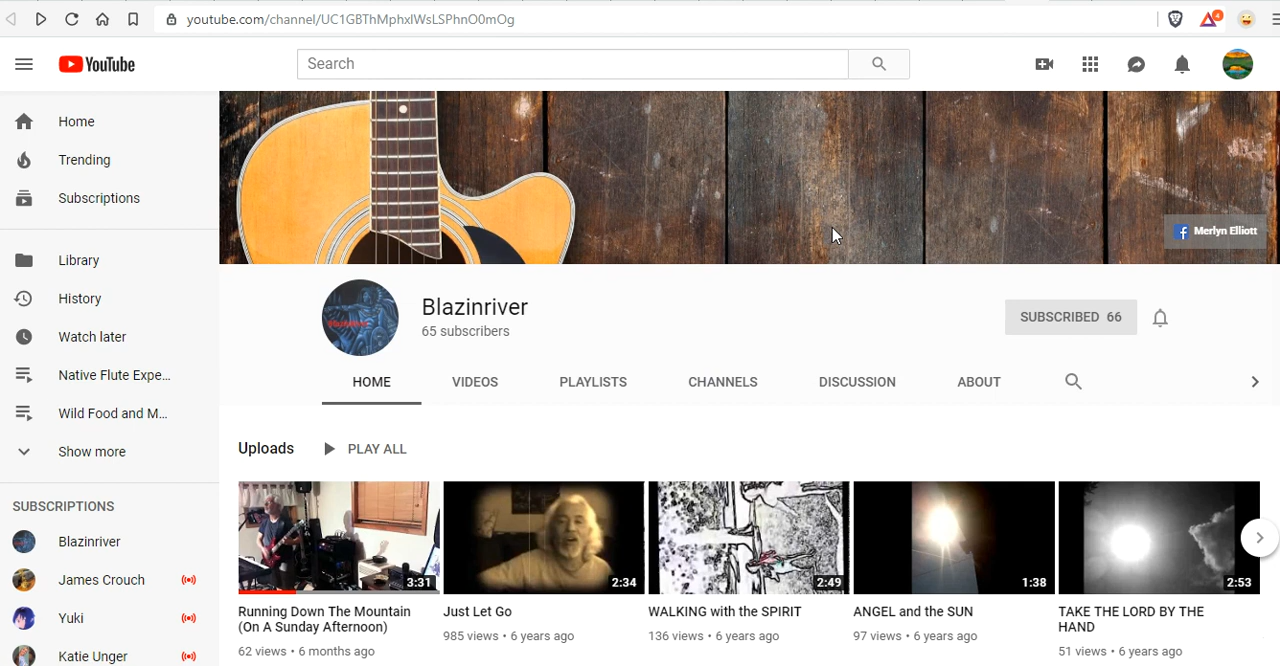 youtube.com/channel/UC1GBThMphxIWsLSPhnO0mOg
4
YouTube
Search
Home
Trending
Subscriptions
Library
History
Watch later
Native Flute Expe...
Wild Food and M...
Show more
SUBSCRIPTIONS
Blazinriver
James Crouch
Yuki
Katie Unger
Merlyn Elliott
Blazinriver
65 subscribers
SUBSCRIBED 66
HOME VIDEOS PLAYLISTS CHANNELS DISCUSSION ABOUT
Uploads PLAY ALL
3:31
Running Down The Mountain
(On A Sunday Afternoon)
62 views • 6 months ago
2:34
Just Let Go
985 views • 6 years ago
2:49
WALKING with the SPIRIT
136 views • 6 years ago
1:38
ANGEL and the SUN
97 views • 6 years ago
2:53
TAKE THE LORD BY THE
HAND
51 views • 6 years ago